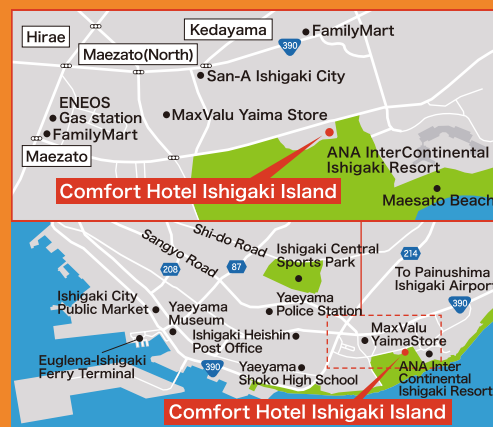 Kedayama
FamilyMart
Hirae
390
Maezato(North)
San-A Ishigaki City
ENEOS
Gas station
MaxValu Yaima Store
FamilyMart
Maezato
ANA InterContinental
Ishigaki Resort
Comfort Hotel Ishigaki Island
Maesato Beach
Shi-do Road
Sangyo Road
Ishigaki Central
Sports Park
214
208
87
To Painushima
Ishigaki Airport
Ishigaki City
Public Market
Yaeyama
Museum
Yaeyama
Police Station
390
Ishigaki Heishin
Post Office
MaxValu
YaimaStore
Euglena-Ishigaki
Ferry Terminal
390
Yaeyama
Shoko High School
ANA Inter
Continental
Ishigaki Resort
Comfort Hotel Ishigaki Island